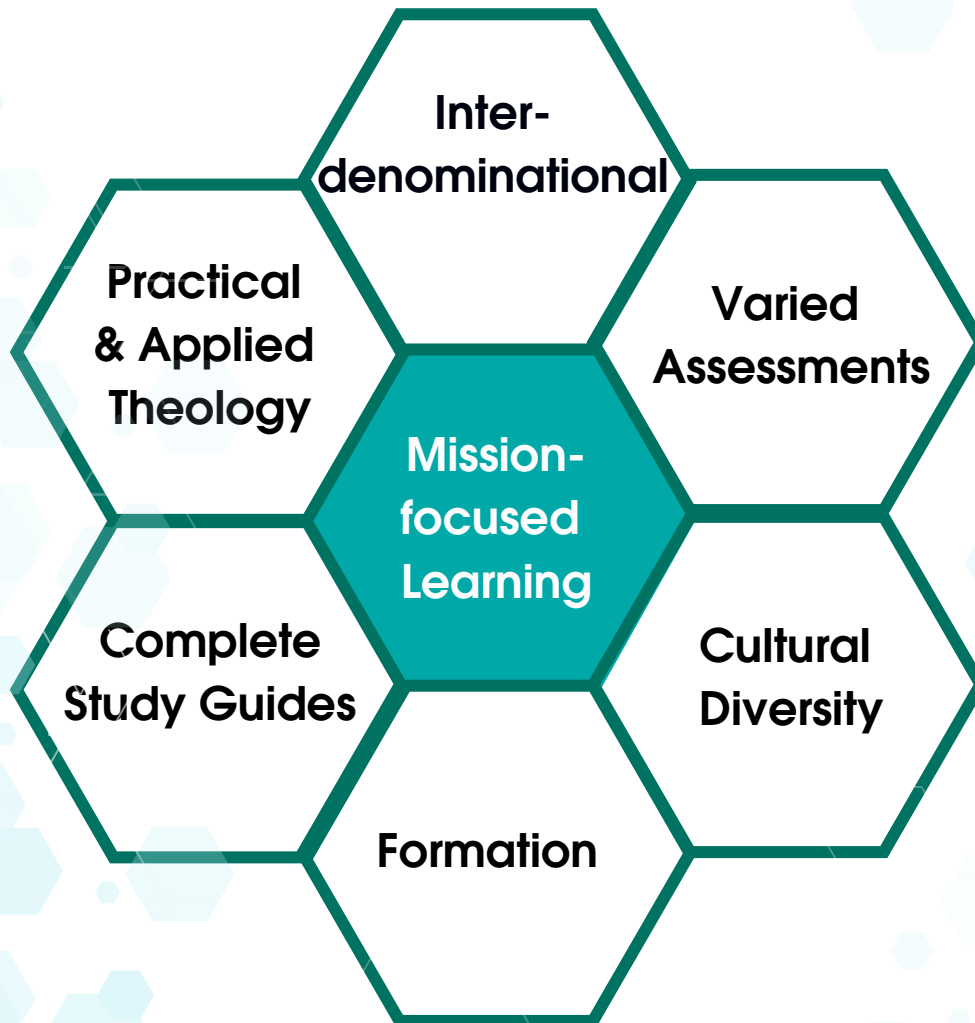 Inter-
denominational
Practical
& Applied
Theology
Varied
Assessments
Mission-
focused
Learning
Complete
Study Guides
Cultural
Diversity
Formation